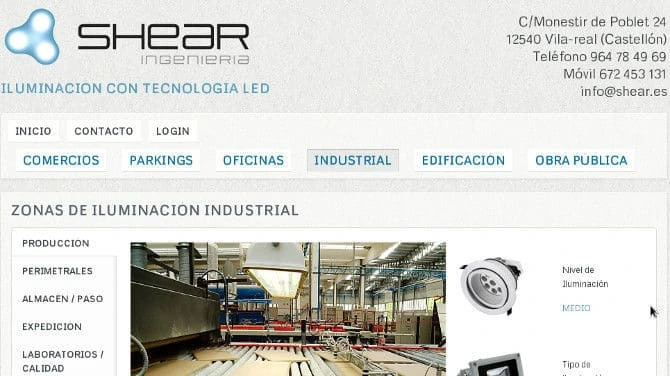 SHEAR
INGENIERIA
ILUMINACION CON TECNOLOGIA LED
C/Monestir de Poblet 24
12540 Vila-real (Castellón)
Teléfono 964 78 49 69
Móvil 672 453 131
info@shear.es
INICIO CONTACTO LOGIN
COMERCIOS PARKINGS OFICINAS INDUSTRIAL EDIFICACIÓN OBRA PUBLICA
ZONAS DE ILUMINACION INDUSTRIAL
PRODUCCION
PERIMETRALES
ALMACEN / PASO
EXPEDICION
LABORATORIOS /
CALIDAD
Nivel de
Iluminación
MEDIO
Tipo de